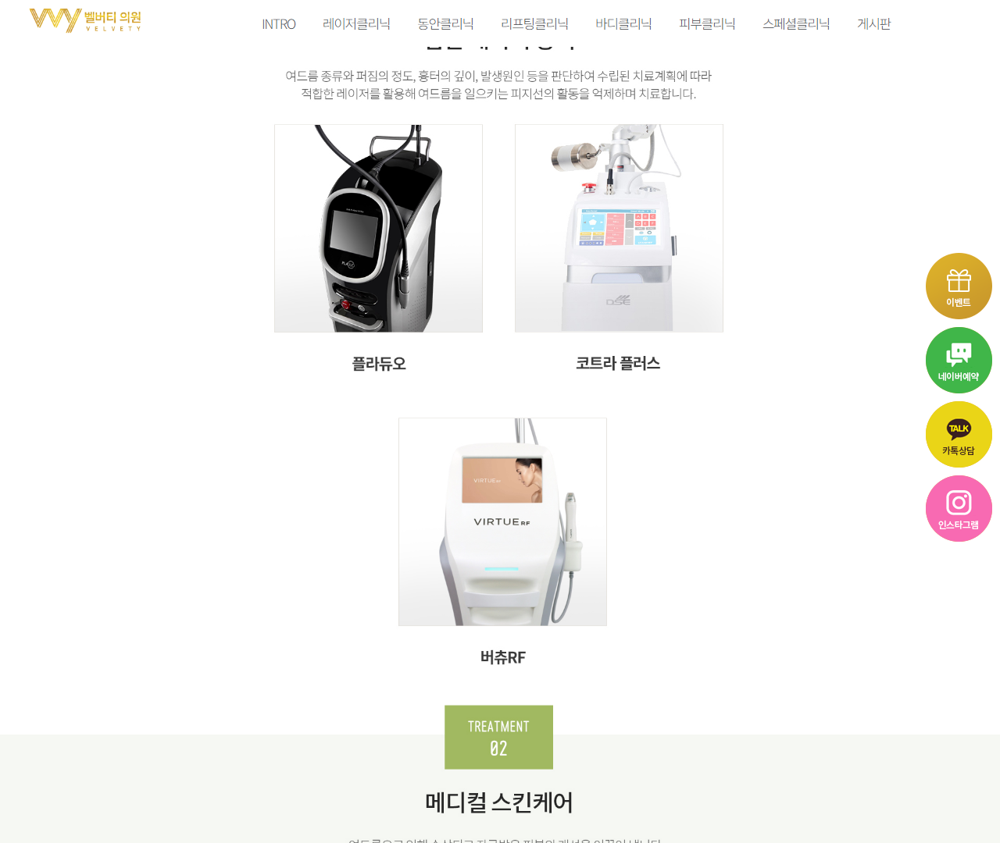 벨버티 의원
VELVETY
INTRO 레이저클리닉 동안클리닉 리프팅클리닉 바디클리닉 피부클리닉 스페셜클리닉 게시판
여드름 종류와 퍼짐의 정도, 흉터의 깊이, 발생원인 등을 판단하여 수립된 치료계획에 따라
적합한 레이저를 활용해 여드름을 일으키는 피지선의 활동을 억제하며 치료합니다.
DSE
플라듀오
코트라 플러스
이벤트
네이버예약
TALK
카톡상담
인스타그램
VIRTUE RF
VIRTUE RF
버츄RF
TREATMENT
02
메디컬 스킨케어